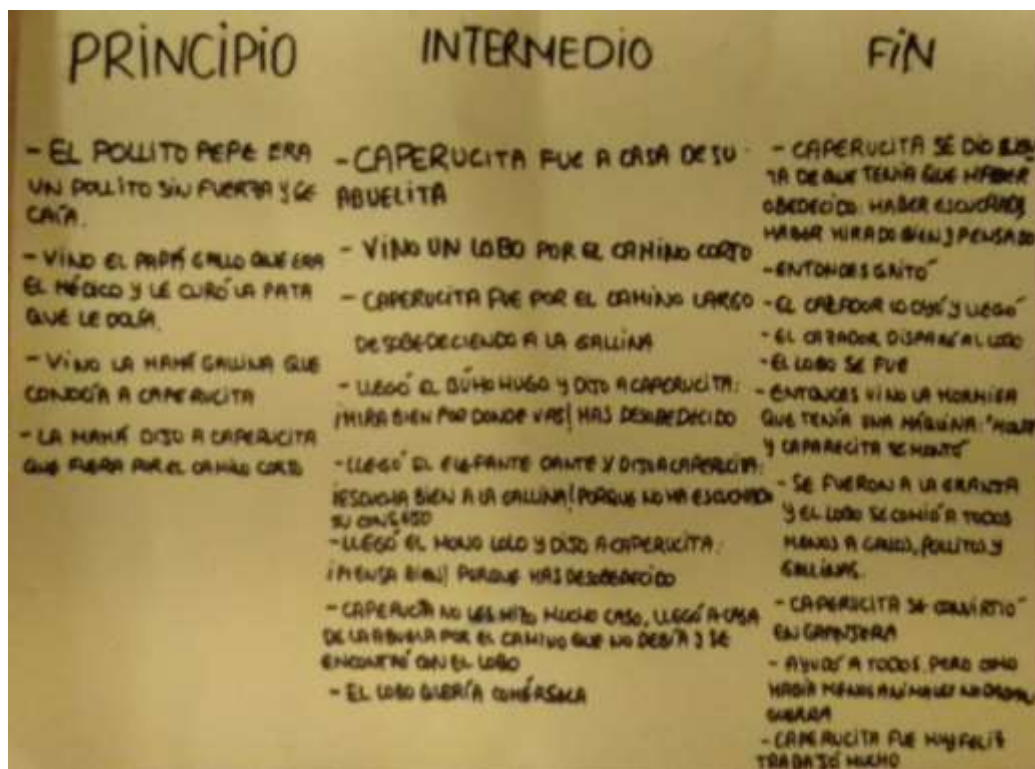 PRINCIPIO
- EL POLLITO PEPE ERA
UN POLLITO SIN FUERZA Y SE
CAÍA.
- VINO EL PAPÁ GALLO QUE ERA
EL MÉDICO Y LE CURÓ LA PATA
QUE LE DOLÍA.
- VINO LA MAMÁ GALLINA QUE
CONOCÍA A CAPERUCITA
- LA MAMÁ DIJO A CAPERUCITA
QUE FUERA POR EL CAMINO CORTO
INTERMEDIO
- CAPERUCITA FUE A CASA DE SU
ABUELITA
- VINO UN LOBO POR EL CAMINO CORTO
- CAPERUCITA FUE POR EL CAMINO LARGO
DESOBEDECIENDO A LA GALLINA
- LLEGÓ EL BÚHO HUGO Y DIJO A CAPERUCITA:
¡MIRA BIEN POR DONDE VAS! HAS DESOBEDECIDO
- LLEGÓ EL ELEFANTE DANTE Y DIJO A CAPERUCITA:
¡ESCUCHA BIEN A LA GALLINA! PORQUE NO HA ESCUCHADO
SU CONSEJO
- LLEGÓ EL MONO LOLO Y DIJO A CAPERUCITA:
¡PIENSA BIEN! PORQUE HAS DESOBEDECIDO
- CAPERUCITA NO LES HIZO MUCHO CASO, LLEGÓ A CASA
DE LA ABUELA POR EL CAMINO QUE NO DEBÍA Y SE
ENCONTRÓ CON EL LOBO
- EL LOBO QUERÍA COMÉRSELA
FIN
- CAPERUCITA SE DIO
DE QUE TENÍA QUE HABER
OBEDECIDO. HABER ESCUCHADO,
HABER MIRADO BIEN Y PENSADO
- ENTONCES GRITÓ
- EL CAZADOR LO OYÓ Y LLEGÓ
- EL CAZADOR DISPARÓ AL LOBO
- EL LOBO SE FUE
- ENTONCES VINO LA HORMIGA
QUE TENÍA UNA MÁQUINA:
Y CAPARECITA SE MONTÓ
- SE FUERON A LA GRANJA
Y EL LOBO SE COMIÓ A TODOS
MENOS A GALLOS, POLLITOS Y
GALLINAS.
- CAPERUCITA SE CONVIRTIÓ
EN GRANJERA
- AYUDÓ A TODOS. PERO COMO
HABÍA MENOS ANIMALES NO
GUERRA
- CAPERUCITA FUE MUY FELIZ
TRABAJÓ MUCHO